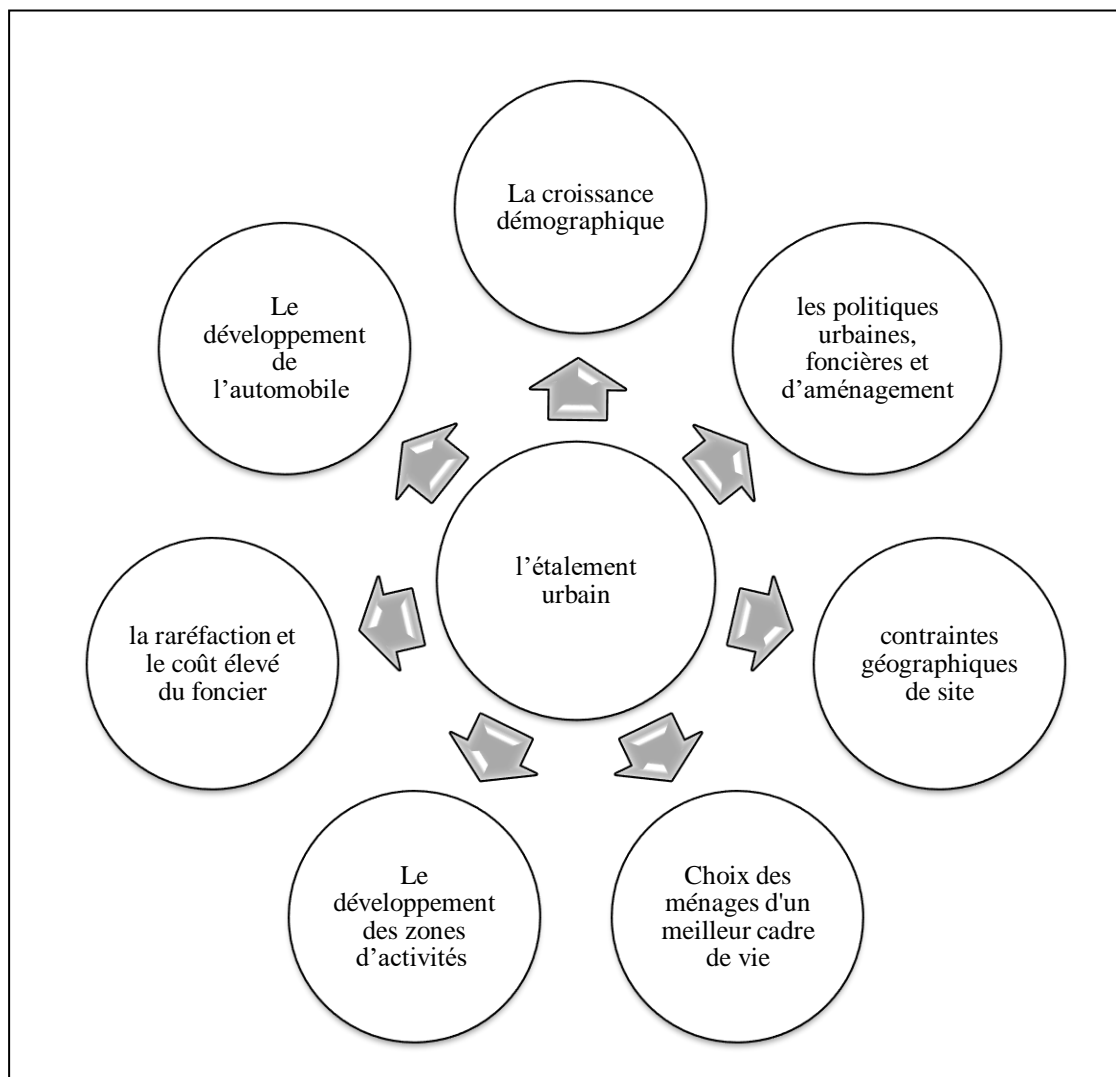 La croissance
démographique
les politiques
urbaines,
foncières et
d’aménagement
contraintes
géographiques
de site
Choix des
ménages d'un
meilleur cadre
de vie
Le
développement
des zones
d’activités
la raréfaction et
le coût élevé
du foncier
Le
développement
de
l’automobile
l’étalement
urbain